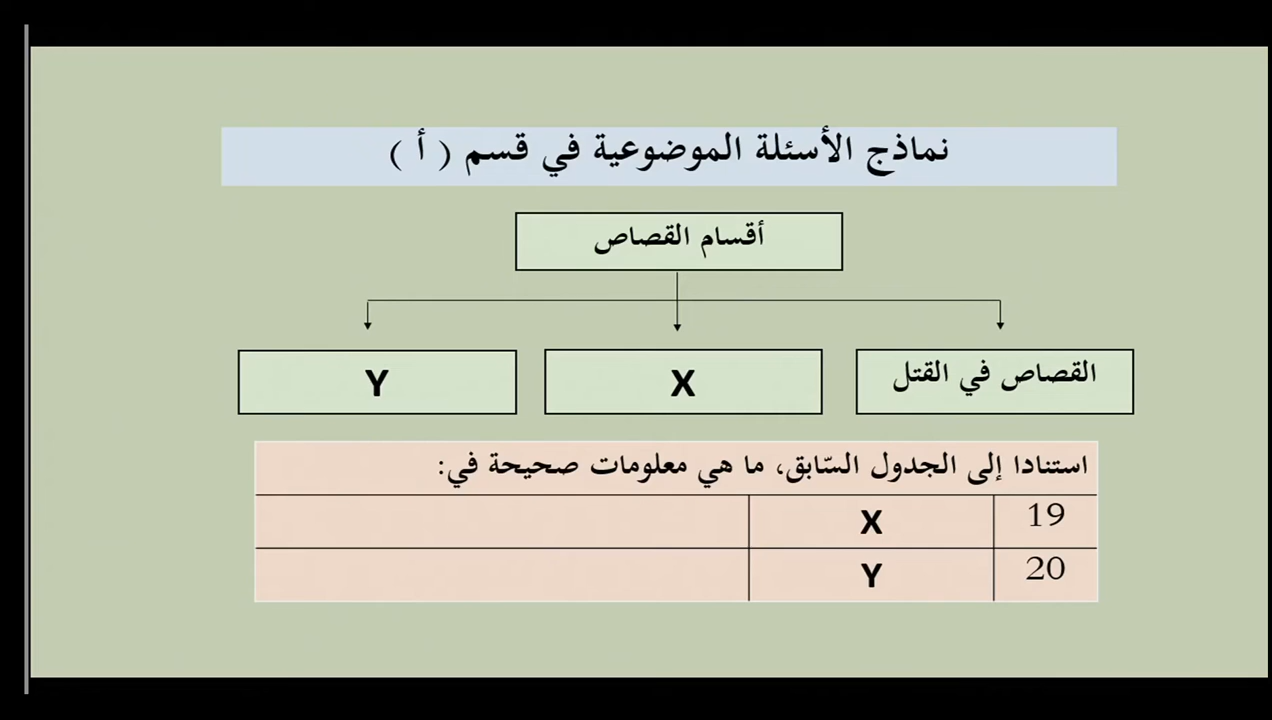 نماذج الأسئلة الموضوعية في قسم ( أ )
أقسام القصاص
القصاص في القتل
X
Y
استنادا إلى الجدول السّابق، ما هي معلومات صحيحة في:
19 X
20 Y